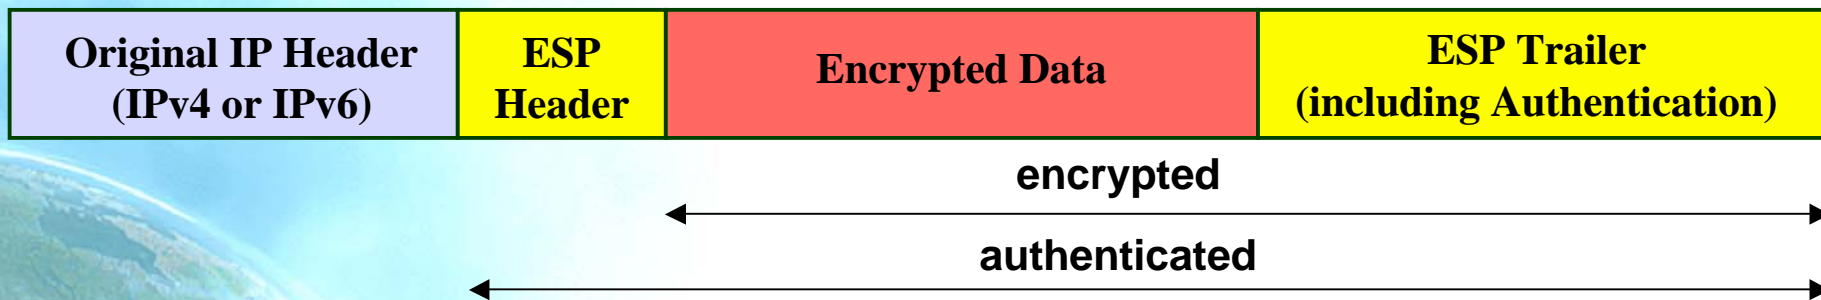 Original IP Header
(IPv4 or IPv6)
ESP
Header
Encrypted Data
ESP Trailer
(including Authentication)
encrypted
authenticated